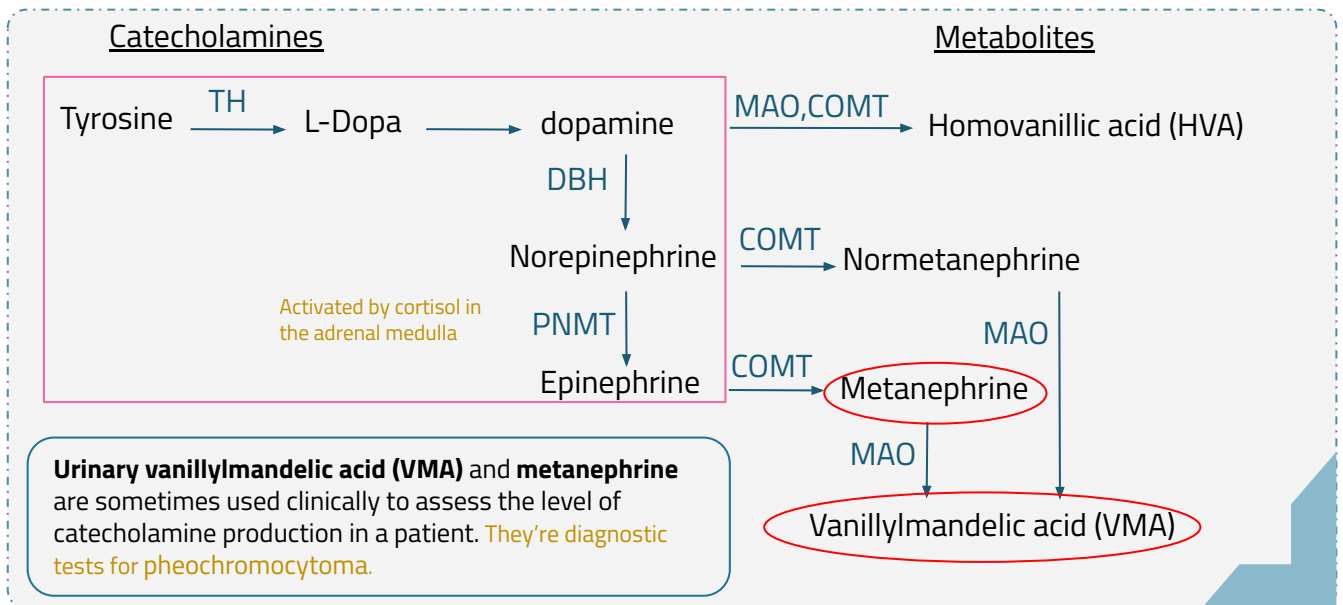 Catecholamines
Metabolites
TH
MAO,COMT
Tyrosine
L-Dopa
dopamine
Homovanillic acid (HVA)
DBH
COMT
Norepinephrine
Normetanephrine
Activated by cortisol in
the adrenal medulla
PNMT
MAO
COMT
Epinephrine
Metanephrine
MAO
Urinary vanillylmandelic acid (VMA) and metanephrine
are sometimes used clinically to assess the level of
catecholamine production in a patient. They’re diagnostic
tests for pheochromocytoma.
Vanillylmandelic acid (VMA)